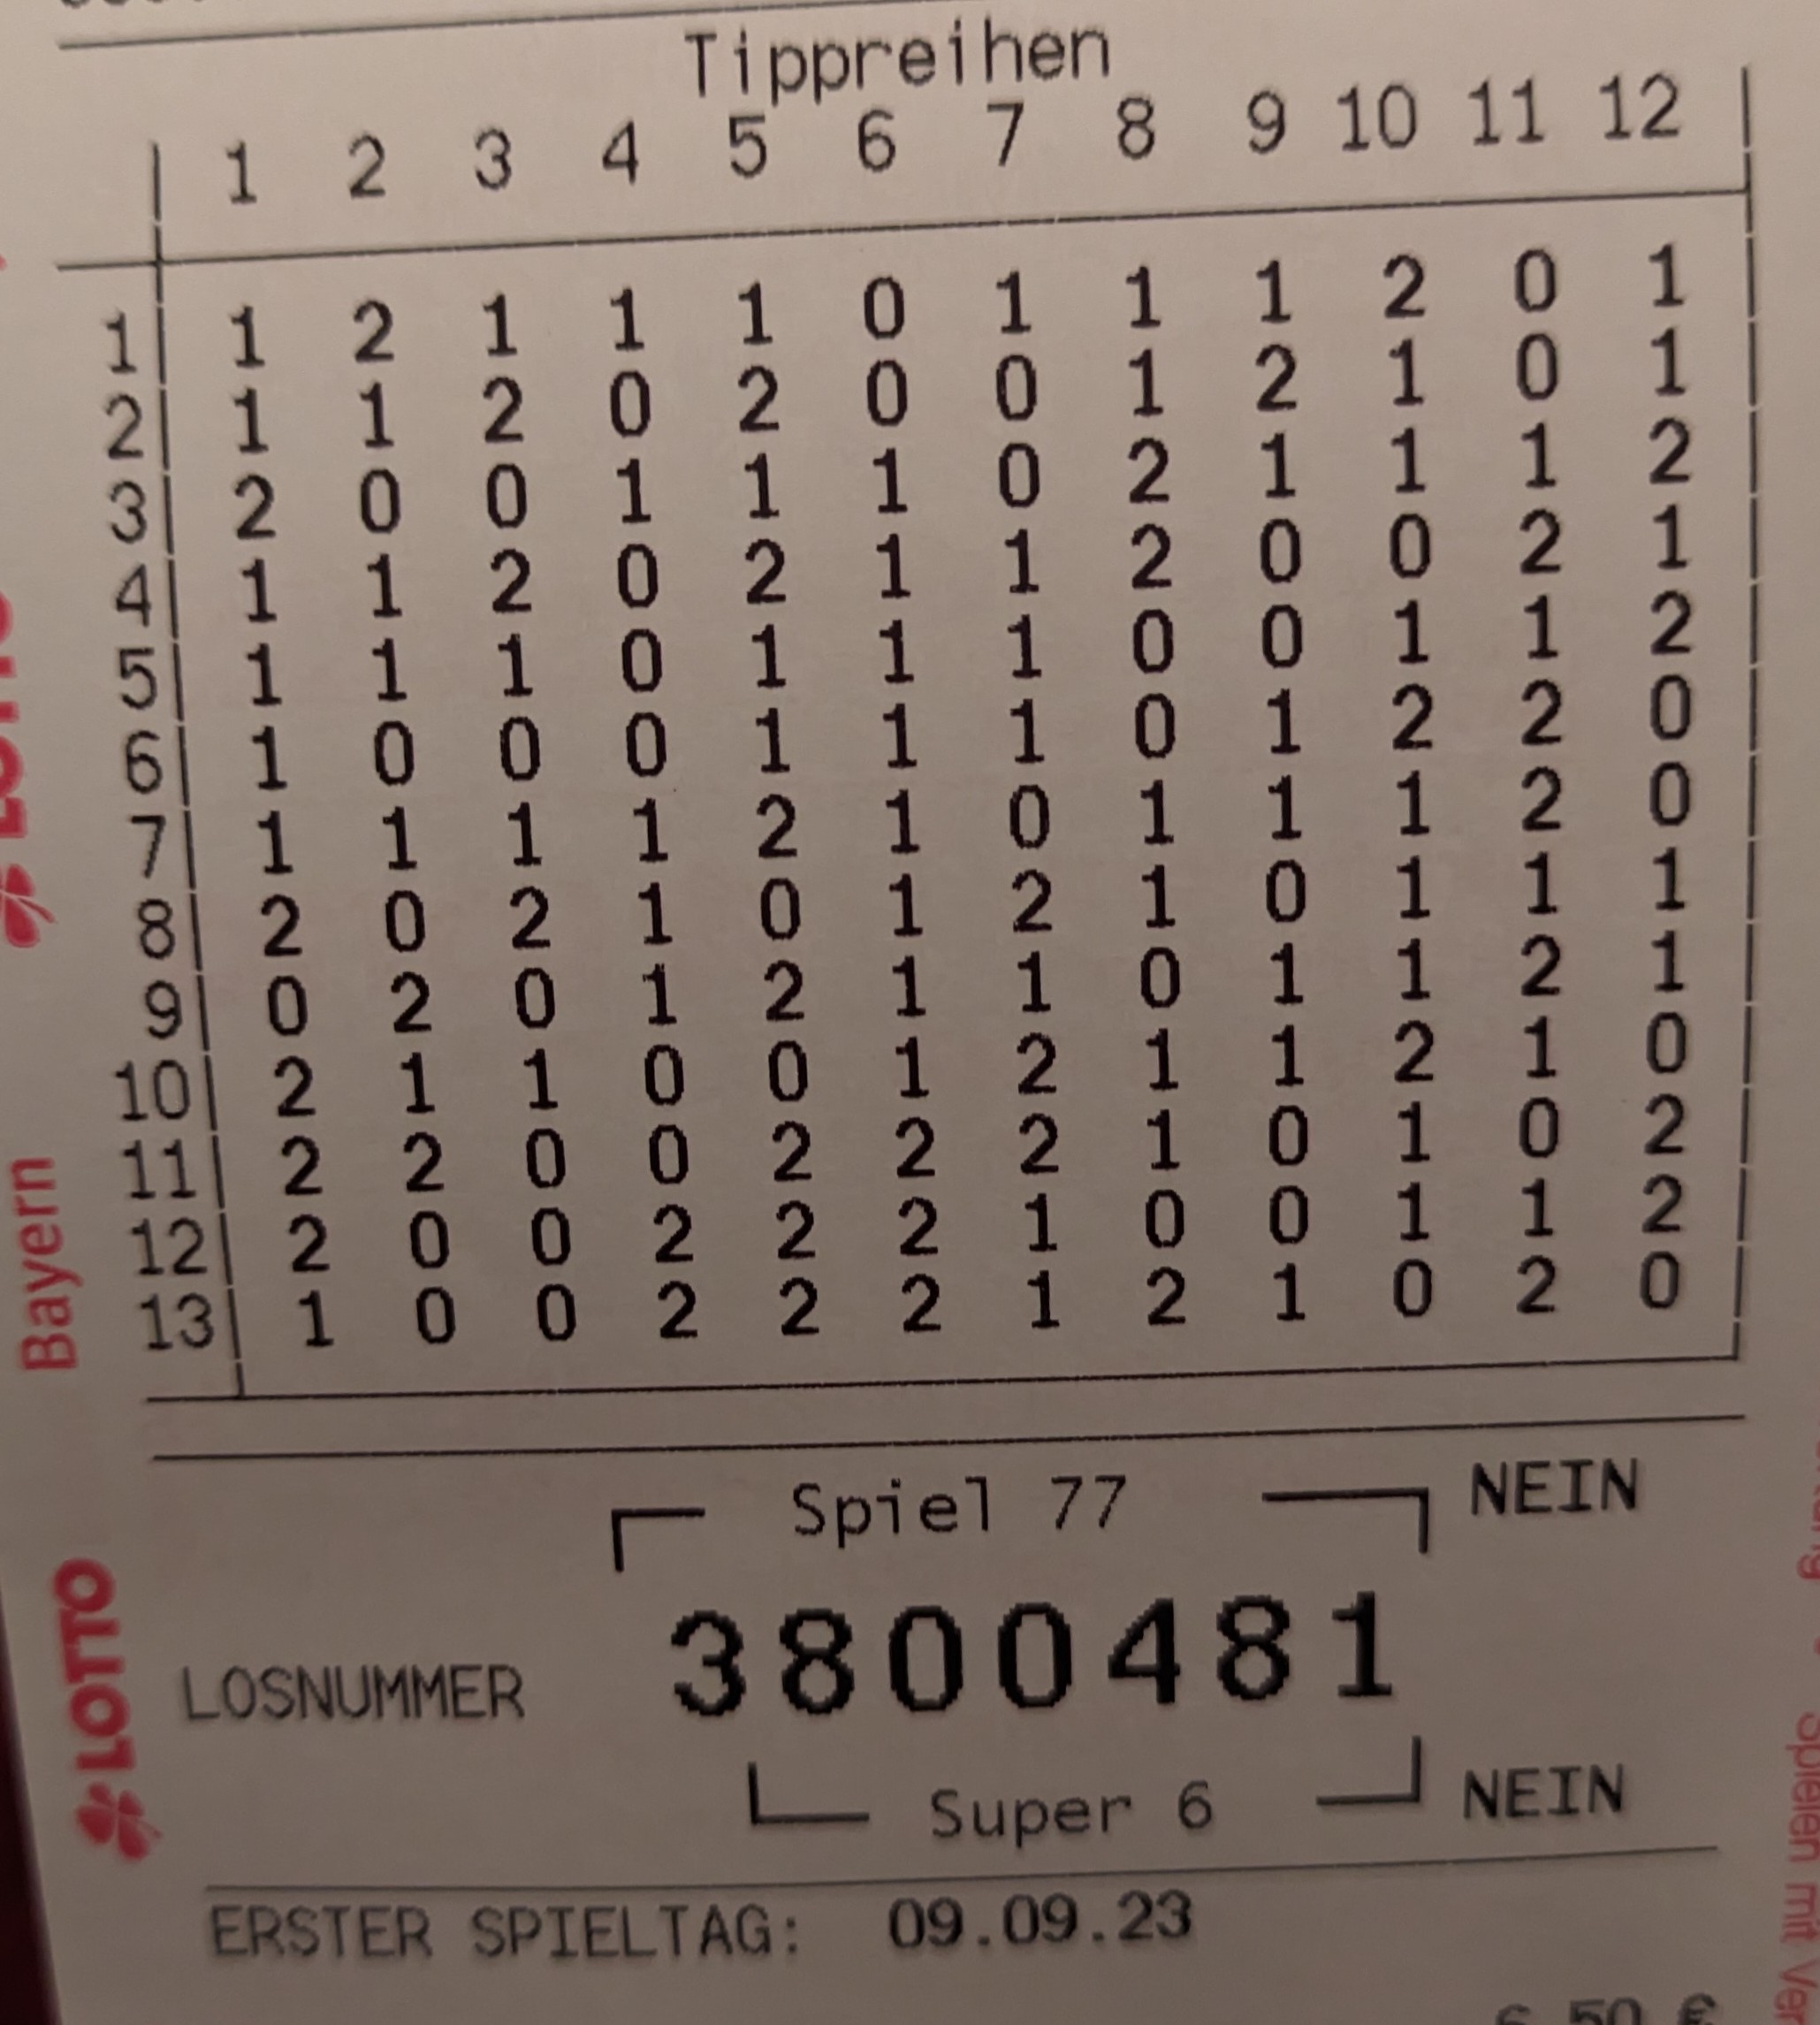 Tippreihen
1 2 3 4 5 6 7 8 9 10 11 12
1 1 2 1 1 1 0 1 1 1 2 0 1
2 1 1 2 0 2 0 0 1 2 1 0 1
3 2 0 0 1 1 1 0 2 1 1 1 2
4 1 1 2 0 2 1 1 2 0 0 2 1
5 1 1 1 0 1 1 1 0 0 1 1 2
6 1 0 0 0 1 1 1 0 1 2 2 0
7 1 1 1 1 2 1 0 1 1 1 2 0
8 2 0 2 1 0 1 2 1 0 1 1 1
9 0 2 0 1 2 1 1 0 1 1 2 1
10 2 1 1 0 0 1 2 1 1 2 1 0
11 2 2 0 0 2 2 2 1 0 1 0 2
12 2 0 0 2 2 2 1 0 0 1 1 2
13 1 0 0 2 2 2 1 2 1 0 2 0
Spiel 77 NEIN
LOSNUMMER 3800481
Super 6 NEIN
ERSTER SPIELTAG: 09.09.23
50 €
LOTTO
Bayern
Spielen mit